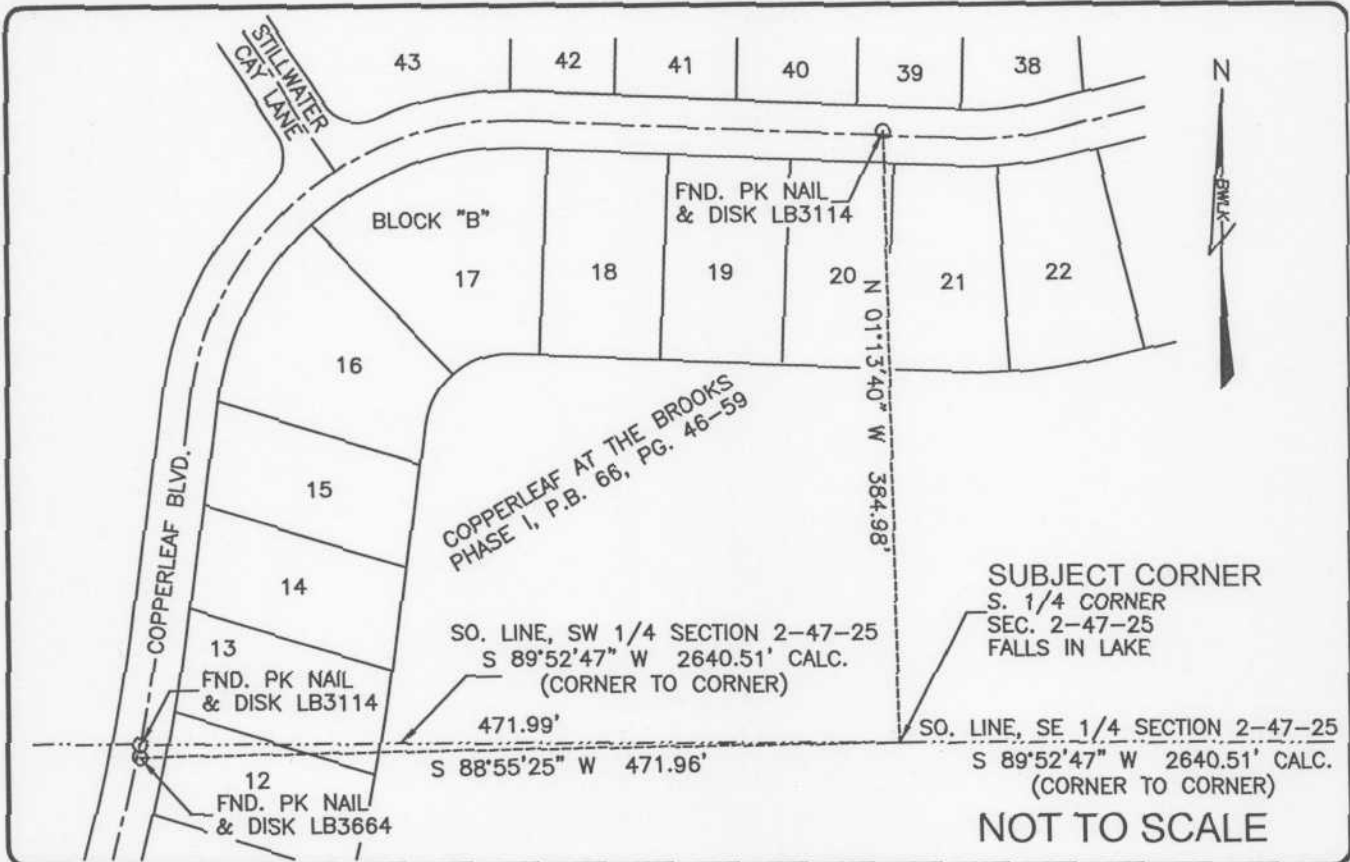 STILLWATER
CAY LANE
43
42
41
40
39
38
N
BWLK
FND. PK NAIL
& DISK LB3114
BLOCK "B"
17
18
19
20
21
22
16
15
14
13
12
N 01°13'40" W 384.98'
COPPERLEAF AT THE BROOKS
PHASE I, P.B. 66, PG. 46-59
COPPERLEAF BLVD.
SUBJECT CORNER
S. 1/4 CORNER
SEC. 2-47-25
FALLS IN LAKE
SO. LINE, SW 1/4 SECTION 2-47-25
S 89°52'47" W 2640.51' CALC.
(CORNER TO CORNER)
FND. PK NAIL
& DISK LB3114
471.99'
S 88°55'25" W 471.96'
SO. LINE, SE 1/4 SECTION 2-47-25
S 89°52'47" W 2640.51' CALC.
(CORNER TO CORNER)
FND. PK NAIL
& DISK LB3664
NOT TO SCALE